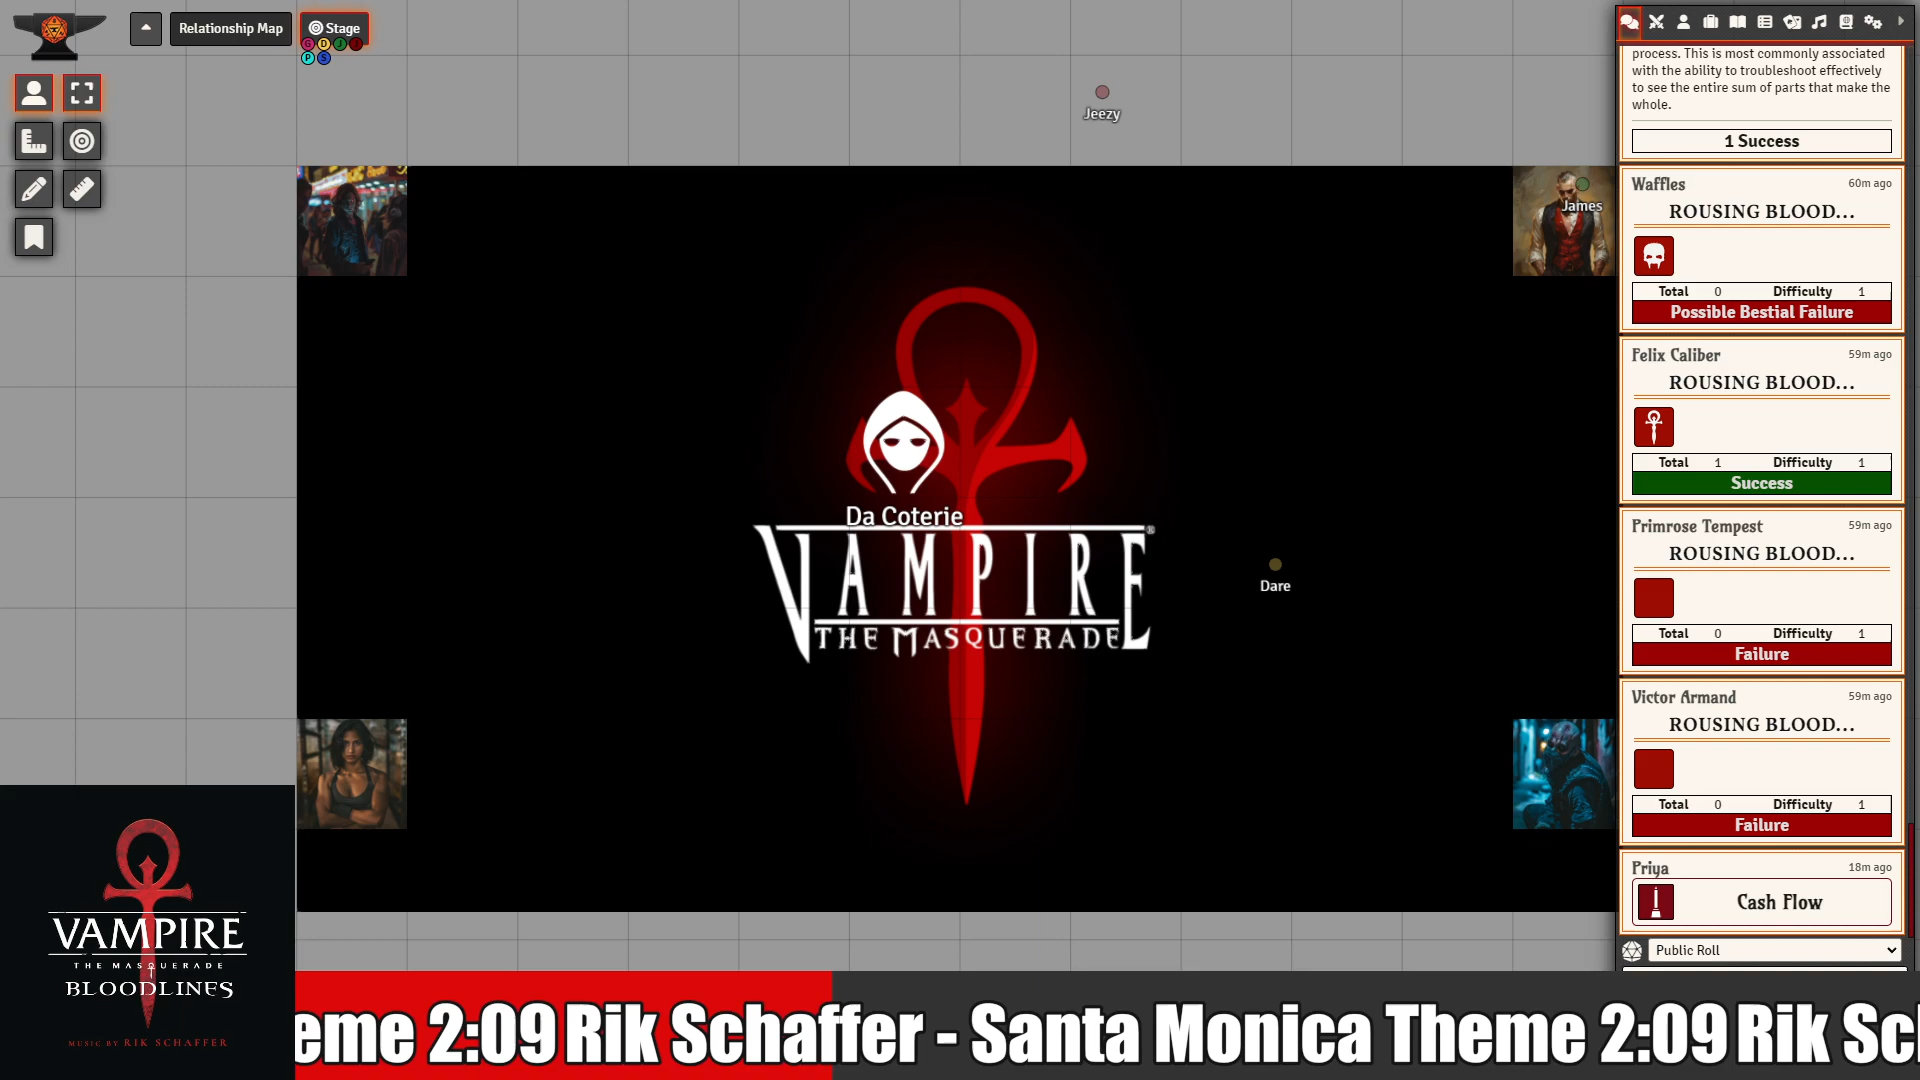 Relationship Map
Stage
G D J J
P S
Jeezy
James
Da Coterie
VAMPIRE®
THE MASQUERADE
Dare
process. This is most commonly associated
with the ability to troubleshoot effectively
to see the entire sum of parts that make the
whole.
1 Success
Waffles 60m ago
ROUSING BLOOD...
Total 0 Difficulty 1
Possible Bestial Failure
Felix Caliber 59m ago
ROUSING BLOOD...
Total 1 Difficulty 1
Success
Primrose Tempest 59m ago
ROUSING BLOOD...
Total 0 Difficulty 1
Failure
Victor Armand 59m ago
ROUSING BLOOD...
Total 0 Difficulty 1
Failure
Priya 18m ago
Cash Flow
Public Roll
VAMPIRE
THE MASQUERADE
BLOODLINES
MUSIC BY RIK SCHAFFER
eme 2:09 Rik Schaffer - Santa Monica Theme 2:09 Rik Sc